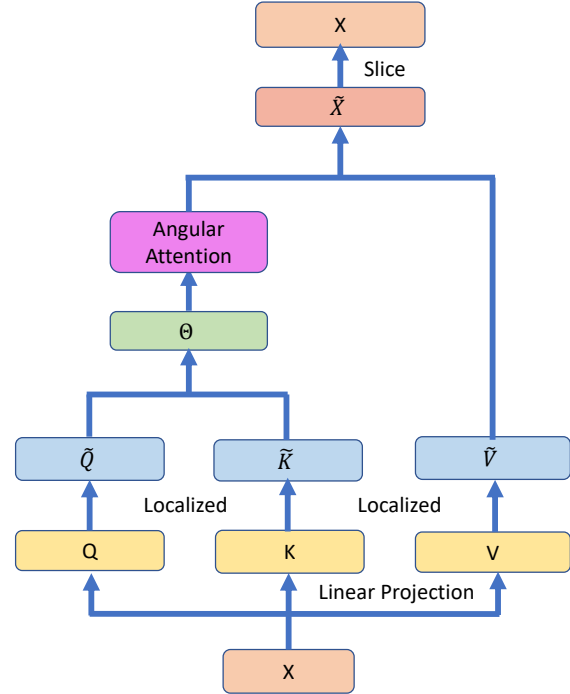 X
Slice
X̃
Angular
Attention
Θ
Q̃
K̃
Ṽ
Localized
Localized
Q
K
V
Linear Projection
X